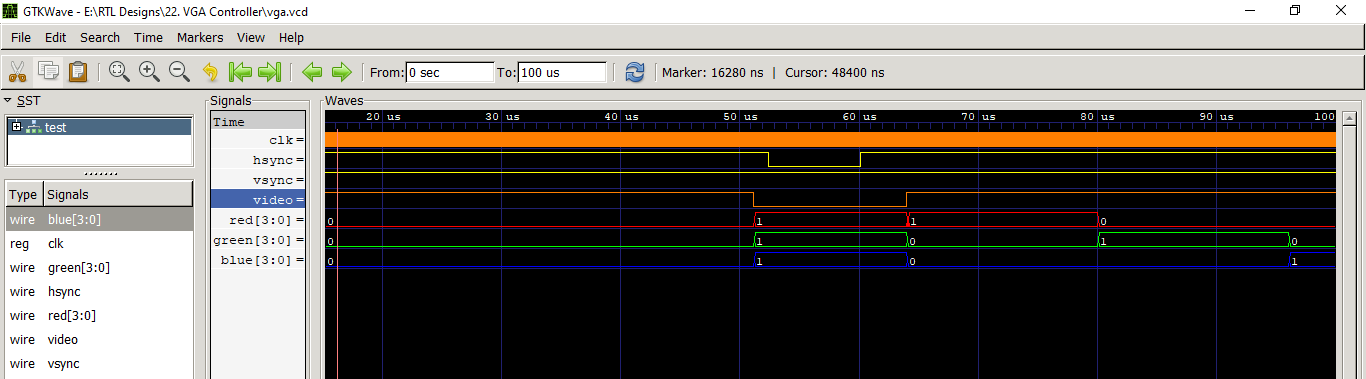 GTKWave - E:\RTL Designs\22. VGA Controller\vga.vcd
File Edit Search Time Markers View Help
From: 0 sec To: 100 us Marker: 16280 ns | Cursor: 48400 ns
SST
test
Type Signals
wire blue[3:0]
reg clk
wire green[3:0]
wire hsync
wire red[3:0]
wire video
wire vsync
Signals
Time
clk =
hsync =
vsync =
video =
red[3:0] =
green[3:0] =
blue[3:0] =
Waves
20 us 30 us 40 us 50 us 60 us 70 us 80 us 90 us 100
0 1 1 0
0 1 0 1 0
0 1 0 1